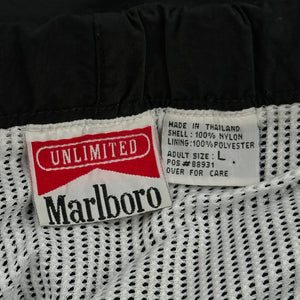 UNLIMITED
Marlboro
MADE IN THAILAND
SHELL: 100% NYLON
LINING: 100% POLYESTER
ADULT SIZE: L
POS #88931
OVER FOR CARE